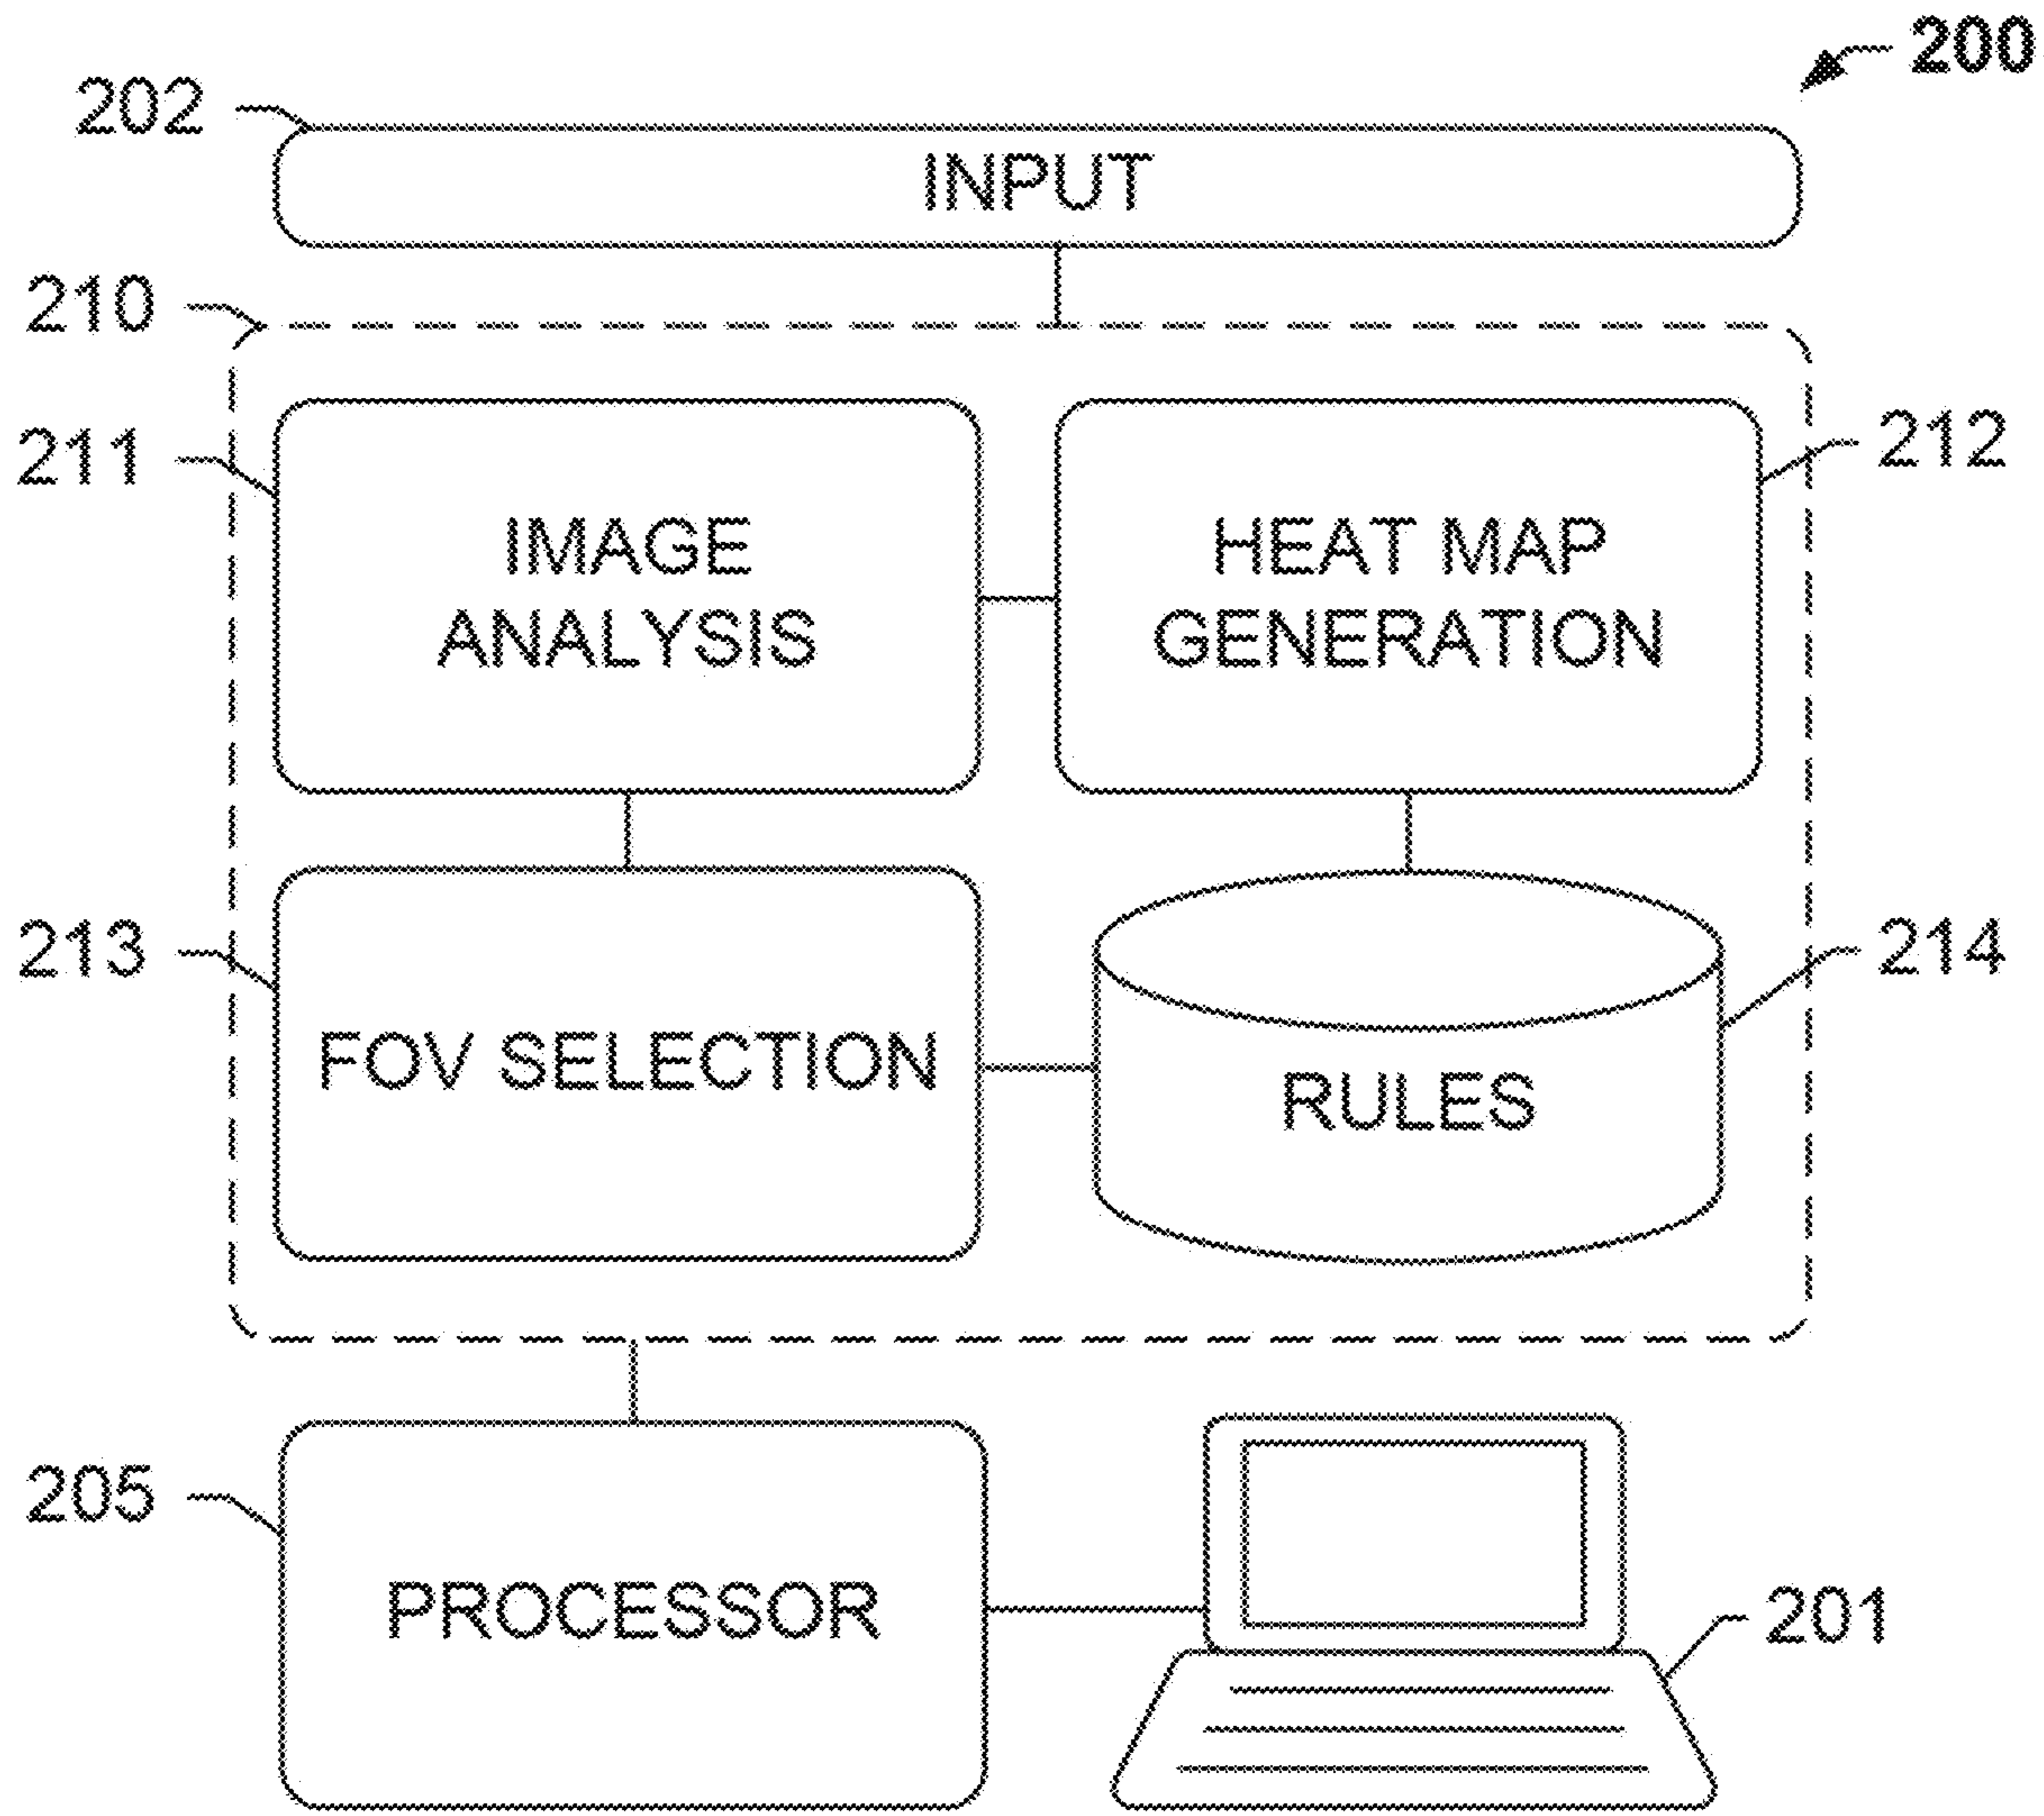 200
202
INPUT
210
211
212
IMAGE
ANALYSIS
HEAT MAP
GENERATION
213
214
FOV SELECTION
RULES
205
PROCESSOR
201